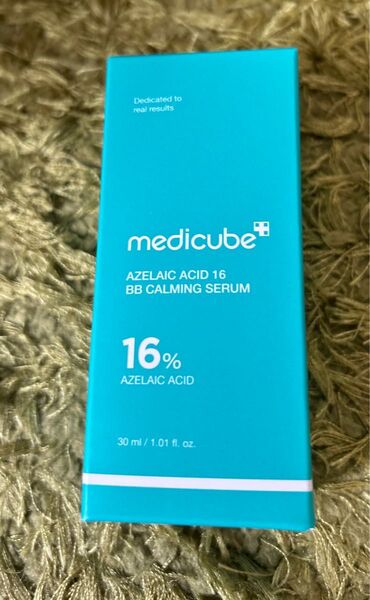 Dedicated to
real results
medicube
AZELAIC ACID 16
BB CALMING SERUM
16%
AZELAIC ACID
30 ml / 1.01 fl. oz.